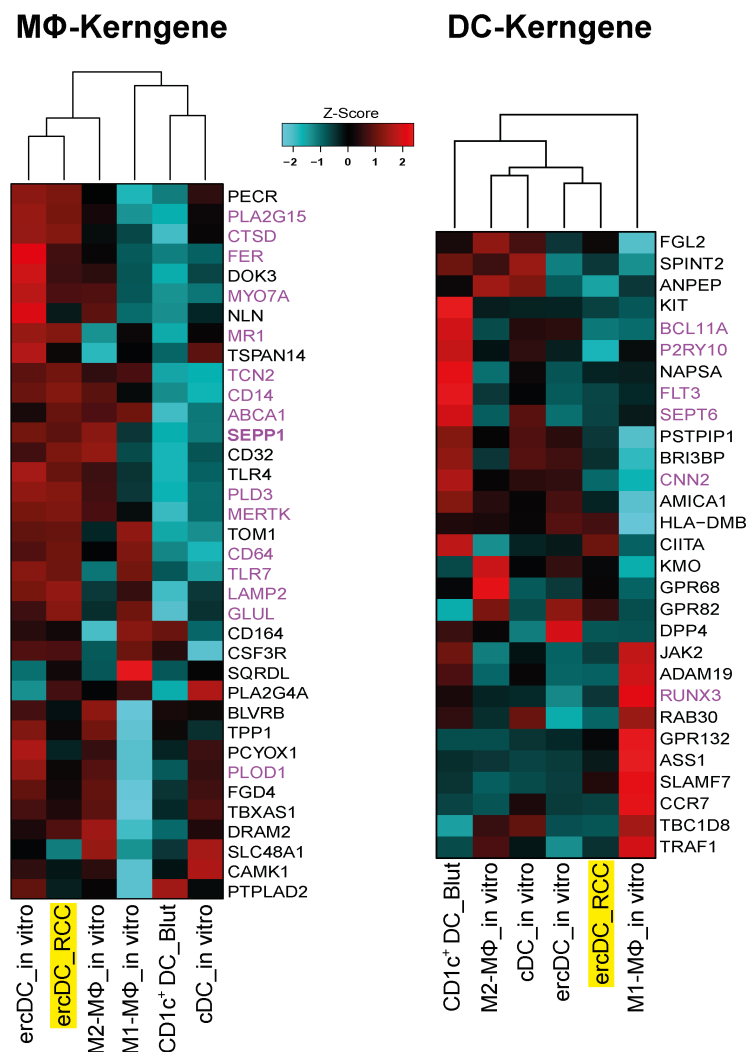 MΦ-Kerngene
DC-Kerngene
Z-Score
−2 −1 0 1 2
PECR
PLA2G15
CTSD
FER
DOK3
MYO7A
NLN
MR1
TSPAN14
TCN2
CD14
ABCA1
SEPP1
CD32
TLR4
PLD3
MERTK
TOM1
CD64
TLR7
LAMP2
GLUL
CD164
CSF3R
SQRDL
PLA2G4A
BLVRB
TPP1
PCYOX1
PLOD1
FGD4
TBXAS1
DRAM2
SLC48A1
CAMK1
PTPLAD2
ercDC_in vitro
ercDC_RCC
M2-MΦ_in vitro
M1-MΦ_in vitro
CD1c⁺ DC_Blut
cDC_in vitro
FGL2
SPINT2
ANPEP
KIT
BCL11A
P2RY10
NAPSA
FLT3
SEPT6
PSTPIP1
BRI3BP
CNN2
AMICA1
HLA−DMB
CIITA
KMO
GPR68
GPR82
DPP4
JAK2
ADAM19
RUNX3
RAB30
GPR132
ASS1
SLAMF7
CCR7
TBC1D8
TRAF1
CD1c⁺ DC_Blut
M2-MΦ_in vitro
cDC_in vitro
ercDC_in vitro
ercDC_RCC
M1-MΦ_in vitro